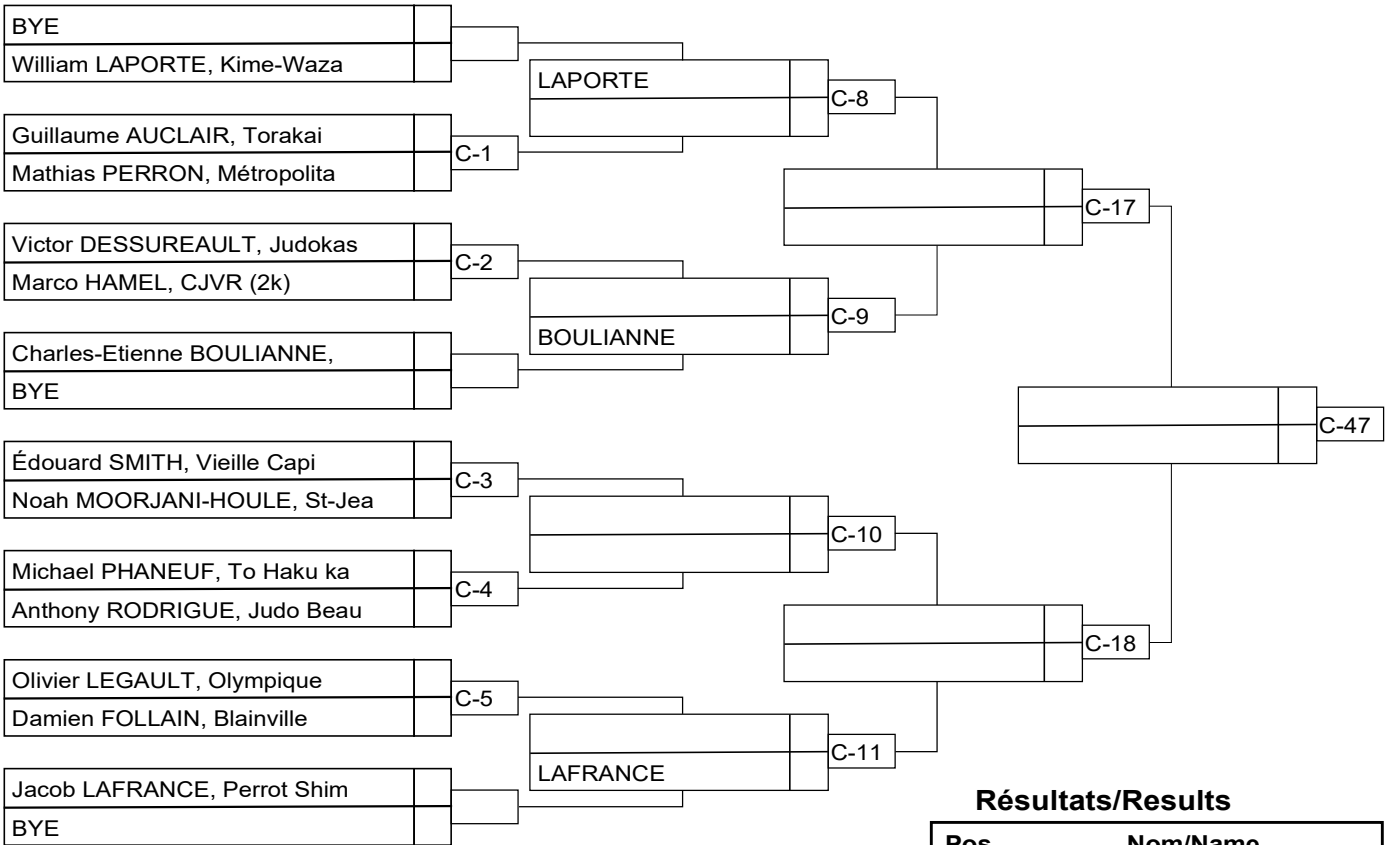 BYE
William LAPORTE, Kime-Waza
LAPORTE
C-8
Guillaume AUCLAIR, Torakai
C-1
Mathias PERRON, Métropolita
C-17
Victor DESSUREAULT, Judokas
C-2
Marco HAMEL, CJVR (2k)
C-9
BOULIANNE
Charles-Etienne BOULIANNE,
BYE
C-47
Édouard SMITH, Vieille Capi
C-3
Noah MOORJANI-HOULE, St-Jea
C-10
Michael PHANEUF, To Haku ka
C-4
Anthony RODRIGUE, Judo Beau
C-18
Olivier LEGAULT, Olympique
C-5
Damien FOLLAIN, Blainville
C-11
LAFRANCE
Jacob LAFRANCE, Perrot Shim
BYE
Résultats/Results
Pos Nom/Name